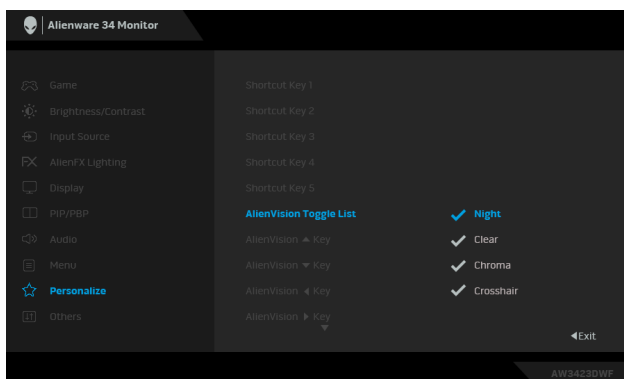 Alienware 34 Monitor
Game
Brightness/Contrast
Input Source
FX AlienFX Lighting
Display
PIP/PBP
Audio
Menu
Personalize
Others
Shortcut Key 1
Shortcut Key 2
Shortcut Key 3
Shortcut Key 4
Shortcut Key 5
AlienVision Toggle List
AlienVision ▲ Key
AlienVision ▼ Key
AlienVision ◀ Key
AlienVision ▶ Key
Night
Clear
Chroma
Crosshair
◀Exit
AW3423DWF